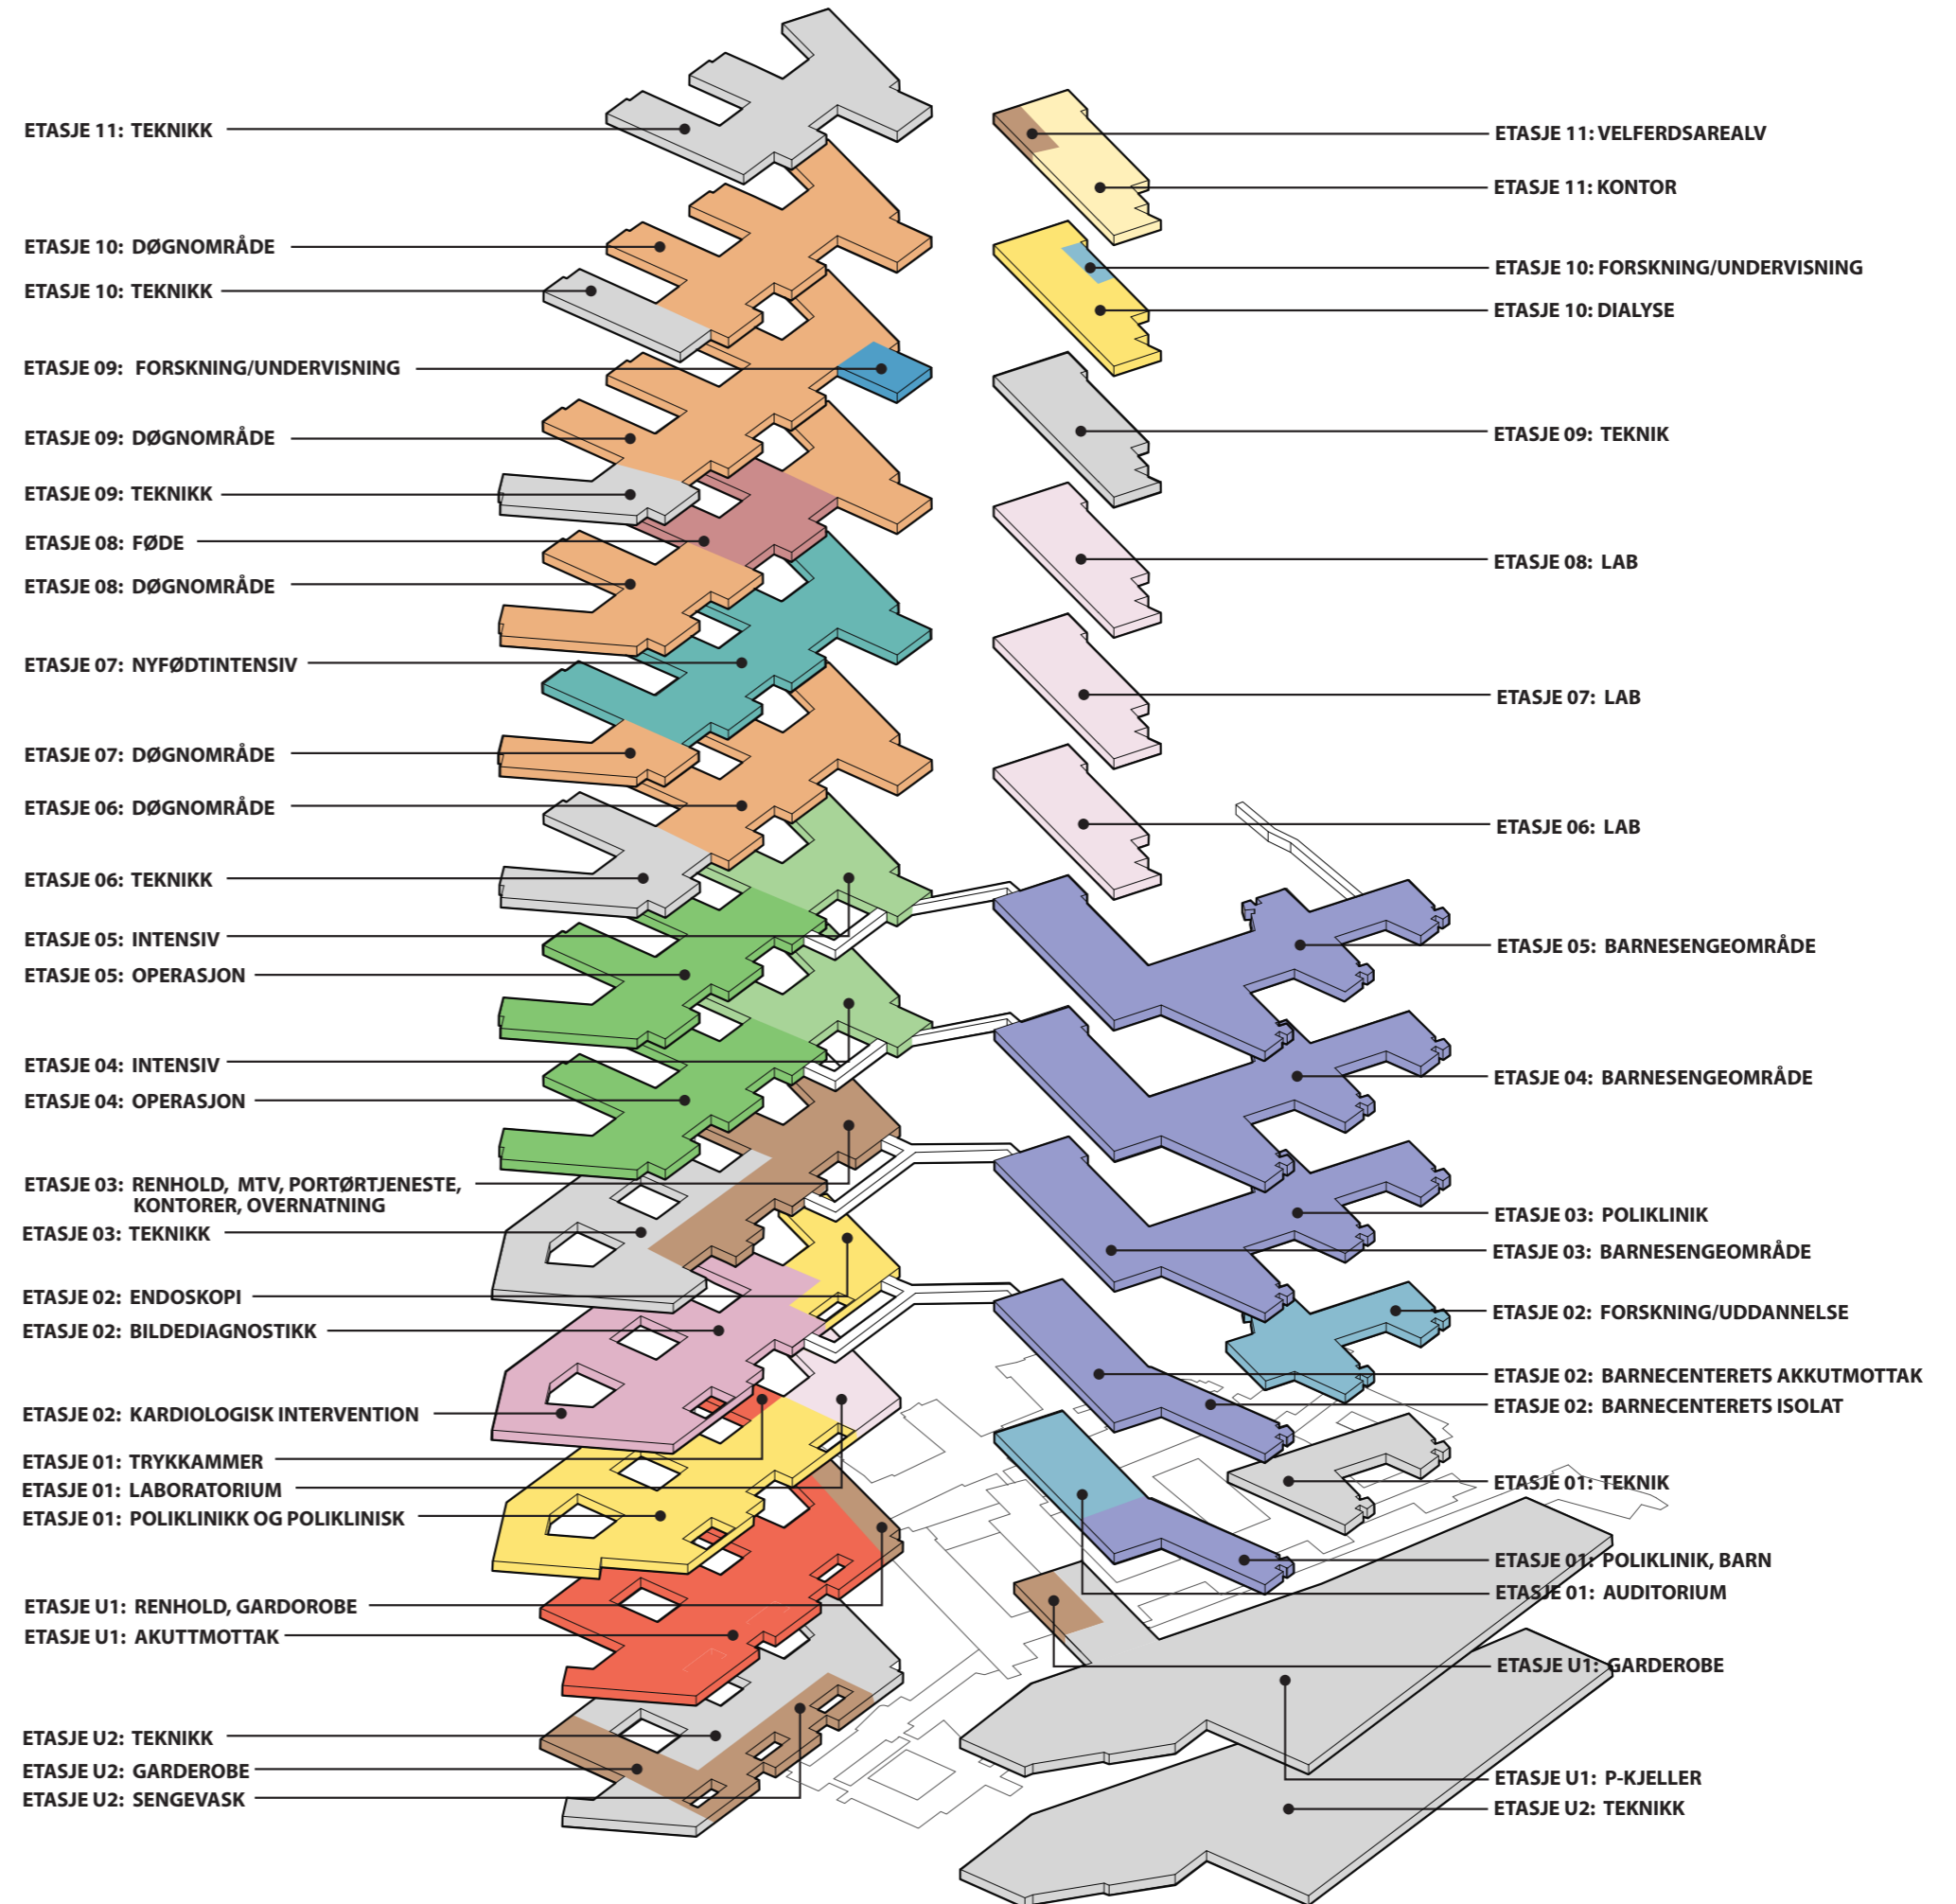 ETASJE 11: TEKNIKK
ETASJE 10: DØGNOMRÅDE
ETASJE 10: TEKNIKK
ETASJE 09: FORSKNING/UNDERVISNING
ETASJE 09: DØGNOMRÅDE
ETASJE 09: TEKNIKK
ETASJE 08: FØDE
ETASJE 08: DØGNOMRÅDE
ETASJE 07: NYFØDTINTENSIV
ETASJE 07: DØGNOMRÅDE
ETASJE 06: DØGNOMRÅDE
ETASJE 06: TEKNIKK
ETASJE 05: INTENSIV
ETASJE 05: OPERASJON
ETASJE 04: INTENSIV
ETASJE 04: OPERASJON
ETASJE 03: RENHOLD, MTV, PORTØRTJENESTE,
KONTORER, OVERNATNING
ETASJE 03: TEKNIKK
ETASJE 02: ENDOSKOPI
ETASJE 02: BILDEDIAGNOSTIKK
ETASJE 02: KARDIOLOGISK INTERVENTION
ETASJE 01: TRYKKAMMER
ETASJE 01: LABORATORIUM
ETASJE 01: POLIKLINIKK OG POLIKLINISK
ETASJE U1: RENHOLD, GARDOROBE
ETASJE U1: AKUTTMOTTAK
ETASJE U2: TEKNIKK
ETASJE U2: GARDEROBE
ETASJE U2: SENGEVASK
ETASJE 11: VELFERDSAREALV
ETASJE 11: KONTOR
ETASJE 10: FORSKNING/UNDERVISNING
ETASJE 10: DIALYSE
ETASJE 09: TEKNIK
ETASJE 08: LAB
ETASJE 07: LAB
ETASJE 06: LAB
ETASJE 05: BARNESENGEOMRÅDE
ETASJE 04: BARNESENGEOMRÅDE
ETASJE 03: POLIKLINIK
ETASJE 03: BARNESENGEOMRÅDE
ETASJE 02: FORSKNING/UDDANNELSE
ETASJE 02: BARNECENTERETS AKKUTMOTTAK
ETASJE 02: BARNECENTERETS ISOLAT
ETASJE 01: TEKNIK
ETASJE 01: POLIKLINIK, BARN
ETASJE 01: AUDITORIUM
ETASJE U1: GARDEROBE
ETASJE U1: P-KJELLER
ETASJE U2: TEKNIKK